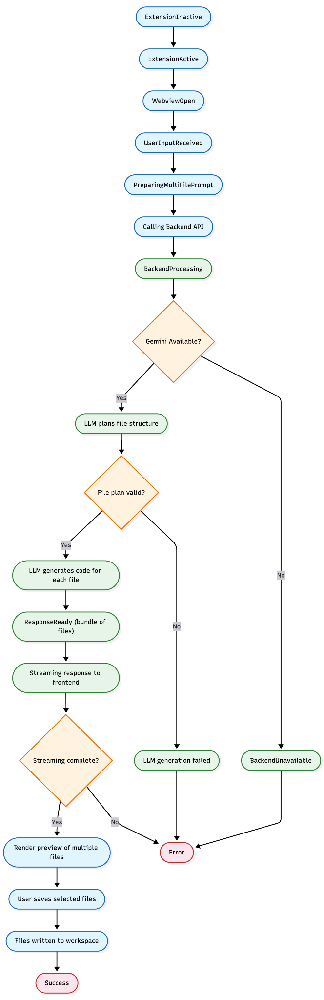 ExtensionInactive
ExtensionActive
WebviewOpen
UserInputReceived
PreparingMultiFilePrompt
Calling Backend API
BackendProcessing
Gemini Available?
Yes
LLM plans file structure
File plan valid?
Yes
LLM generates code for
each file
No
ResponseReady (bundle of
files)
No
Streaming response to
frontend
Streaming complete?
LLM generation failed
BackendUnavailable
Yes
No
Render preview of multiple
files
Error
User saves selected files
Files written to workspace
Success